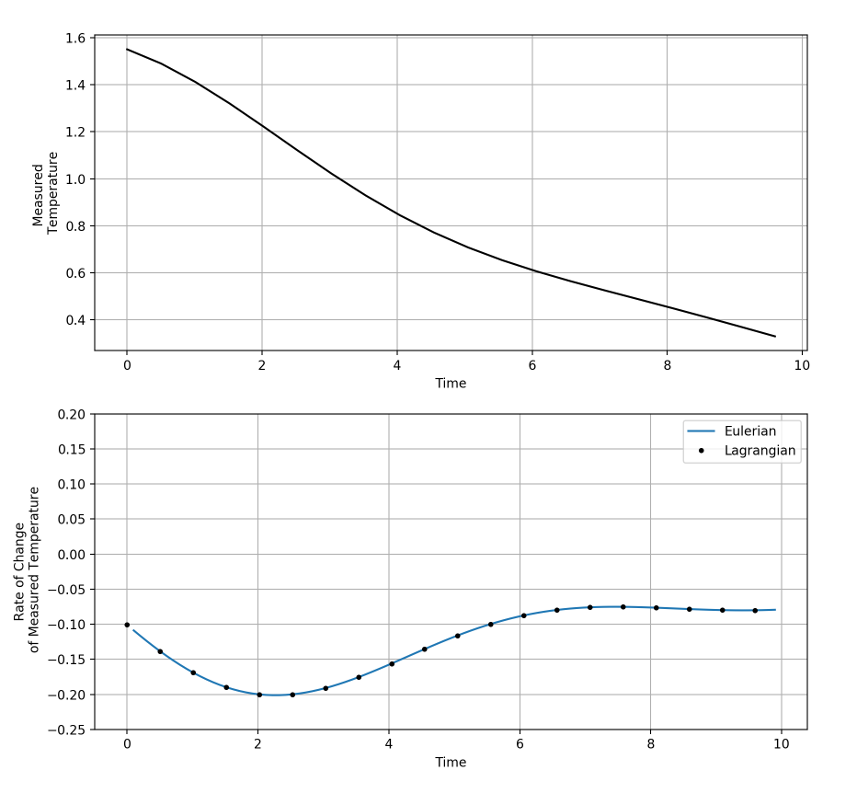 1.6
1.4
1.2
1.0
0.8
0.6
0.4
Measured
Temperature
0 2 4 6 8 10
Time
0.20
0.15
0.10
0.05
0.00
−0.05
−0.10
−0.15
−0.20
−0.25
Rate of Change
of Measured Temperature
Eulerian
Lagrangian
0 2 4 6 8 10
Time